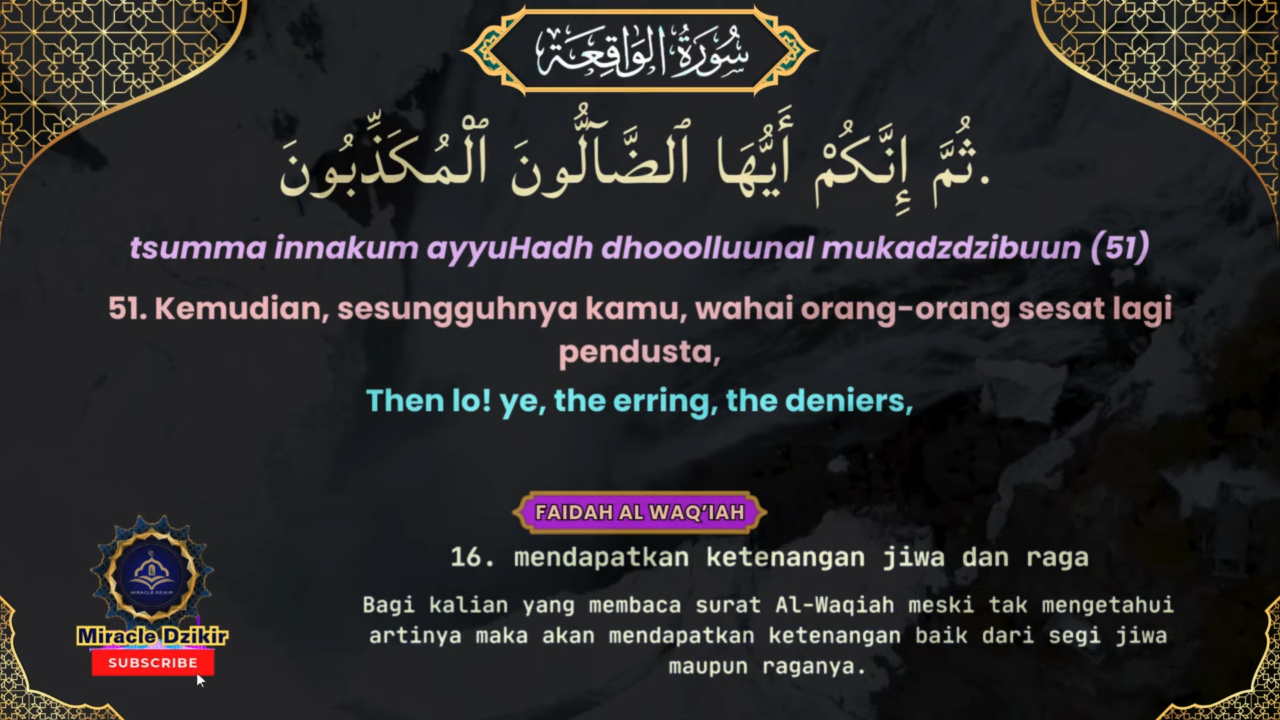 سُورَةُ الوَاقِعَة
ثُمَّ إِنَّكُمْ أَيُّهَا ٱلضَّآلُّونَ ٱلْمُكَذِّبُونَ.
tsumma innakum ayyuHadh dhooolluunal mukadzdzibuun (51)
51. Kemudian, sesungguhnya kamu, wahai orang-orang sesat lagi
pendusta,
Then lo! ye, the erring, the deniers,
FAIDAH AL WAQ'IAH
16. mendapatkan ketenangan jiwa dan raga
Bagi kalian yang membaca surat Al-Waqiah meski tak mengetahui
artinya maka akan mendapatkan ketenangan baik dari segi jiwa
maupun raganya.
MIRACLE DZIKIR
Miracle Dzikir
SUBSCRIBE